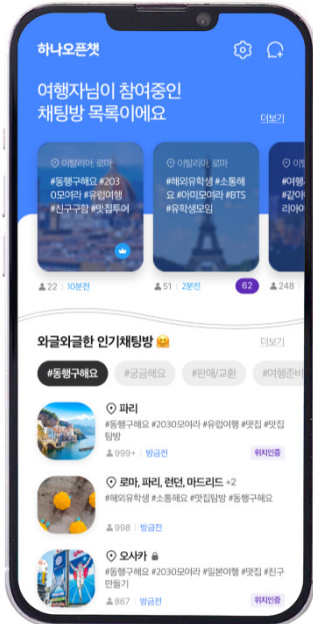 하나오픈챗
여행자님이 참여중인
채팅방 목록이에요
더보기
이탈리아, 로마
#동행구해요 #203
0모여라 #유럽여행
#친구구함 #맛집투어
22 | 10분전
이탈리아, 로마
#해외유학생 #소통해
요 #아미모여라 #BTS
#유학생모임
51 | 2분전
62
이
#여행
#같이
리아여
248
와글와글한 인기채팅방 🤗
더보기
#동행구해요
#궁금해요
#판매/교환
#여행준비
파리
#동행구해요 #2030모여라 #유럽여행 #맛집 #맛집
탐방
999+ | 방금전
위치인증
로마, 파리, 런던, 마드리드 +2
#해외유학생 #소통해요 #맛집탐방 #동행구해요
998 | 방금전
오사카
#동행구해요 #2030모여라 #일본여행 #맛집 #친구
만들기
867 | 방금전
위치인증